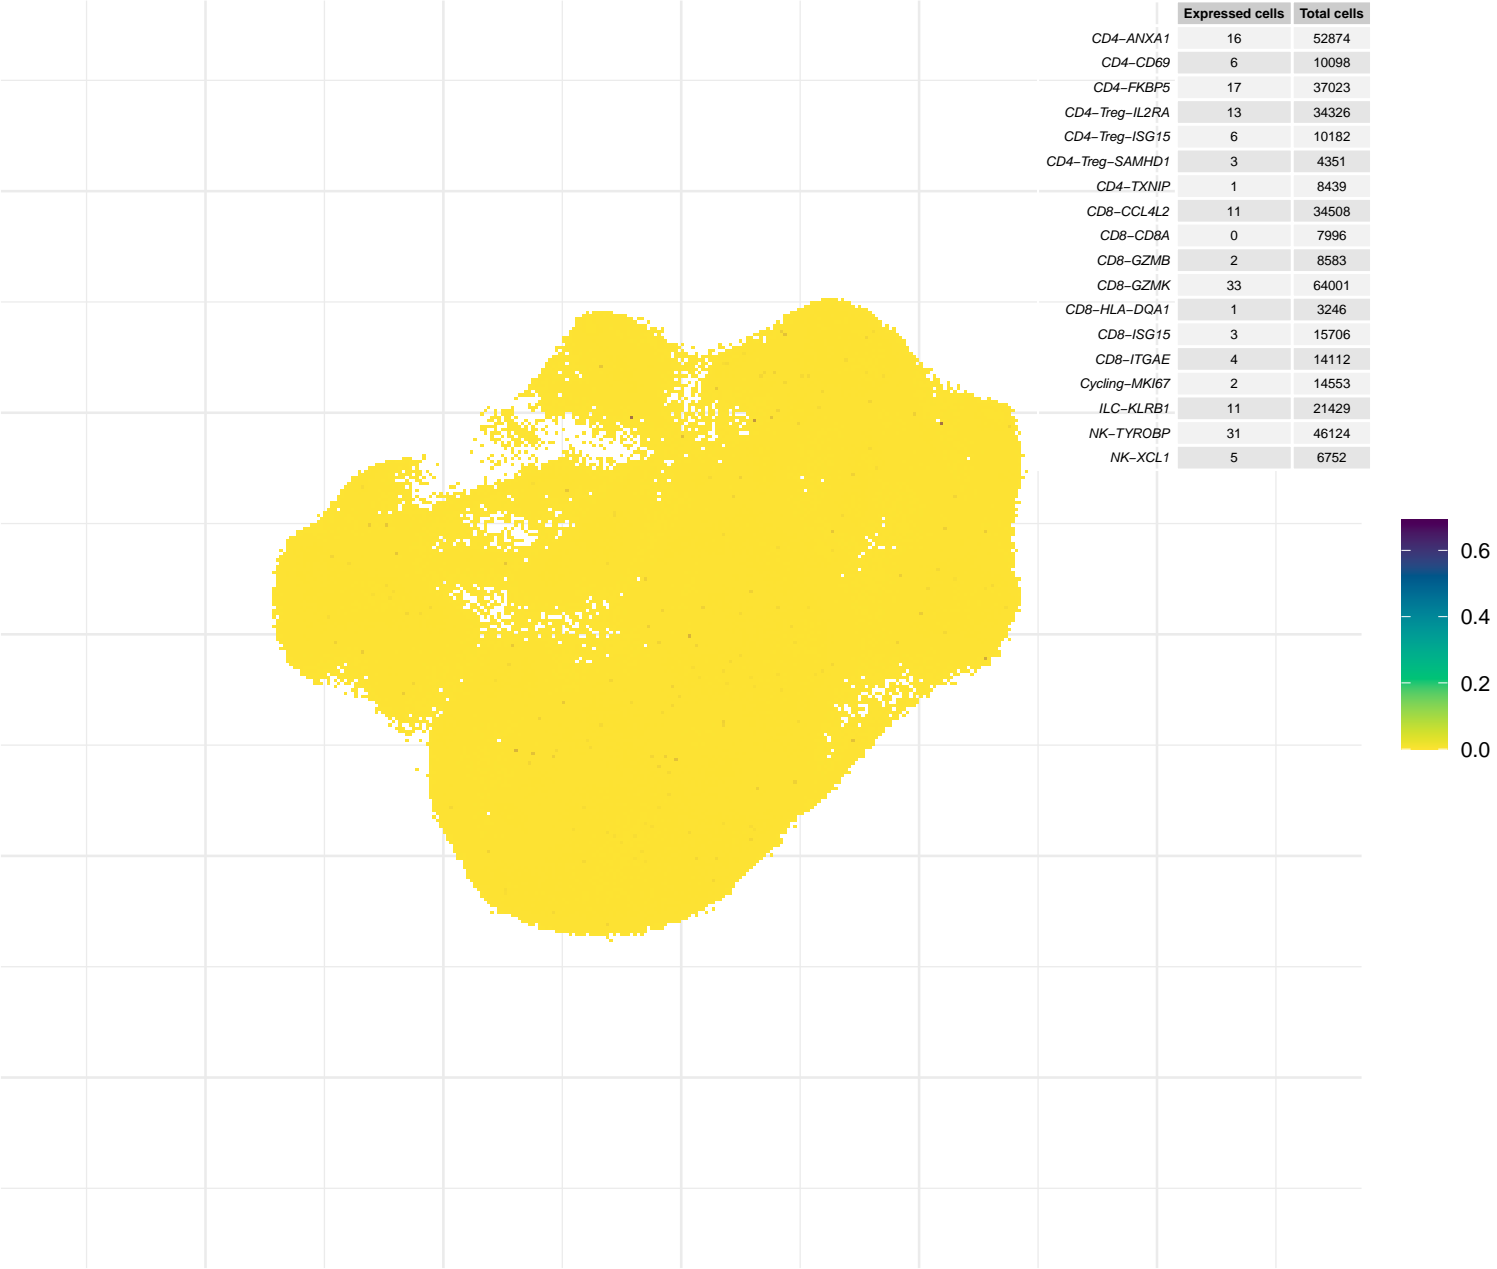 Expressed cells Total cells
CD4−ANXA1 16 52874
CD4−CD69 6 10098
CD4−FKBP5 17 37023
CD4−Treg−IL2RA 13 34326
CD4−Treg−ISG15 6 10182
CD4−Treg−SAMHD1 3 4351
CD4−TXNIP 1 8439
CD8−CCL4L2 11 34508
CD8−CD8A 0 7996
CD8−GZMB 2 8583
CD8−GZMK 33 64001
CD8−HLA−DQA1 1 3246
CD8−ISG15 3 15706
CD8−ITGAE 4 14112
Cycling−MKI67 2 14553
ILC−KLRB1 11 21429
NK−TYROBP 31 46124
NK−XCL1 5 6752
0.6
0.4
0.2
0.0